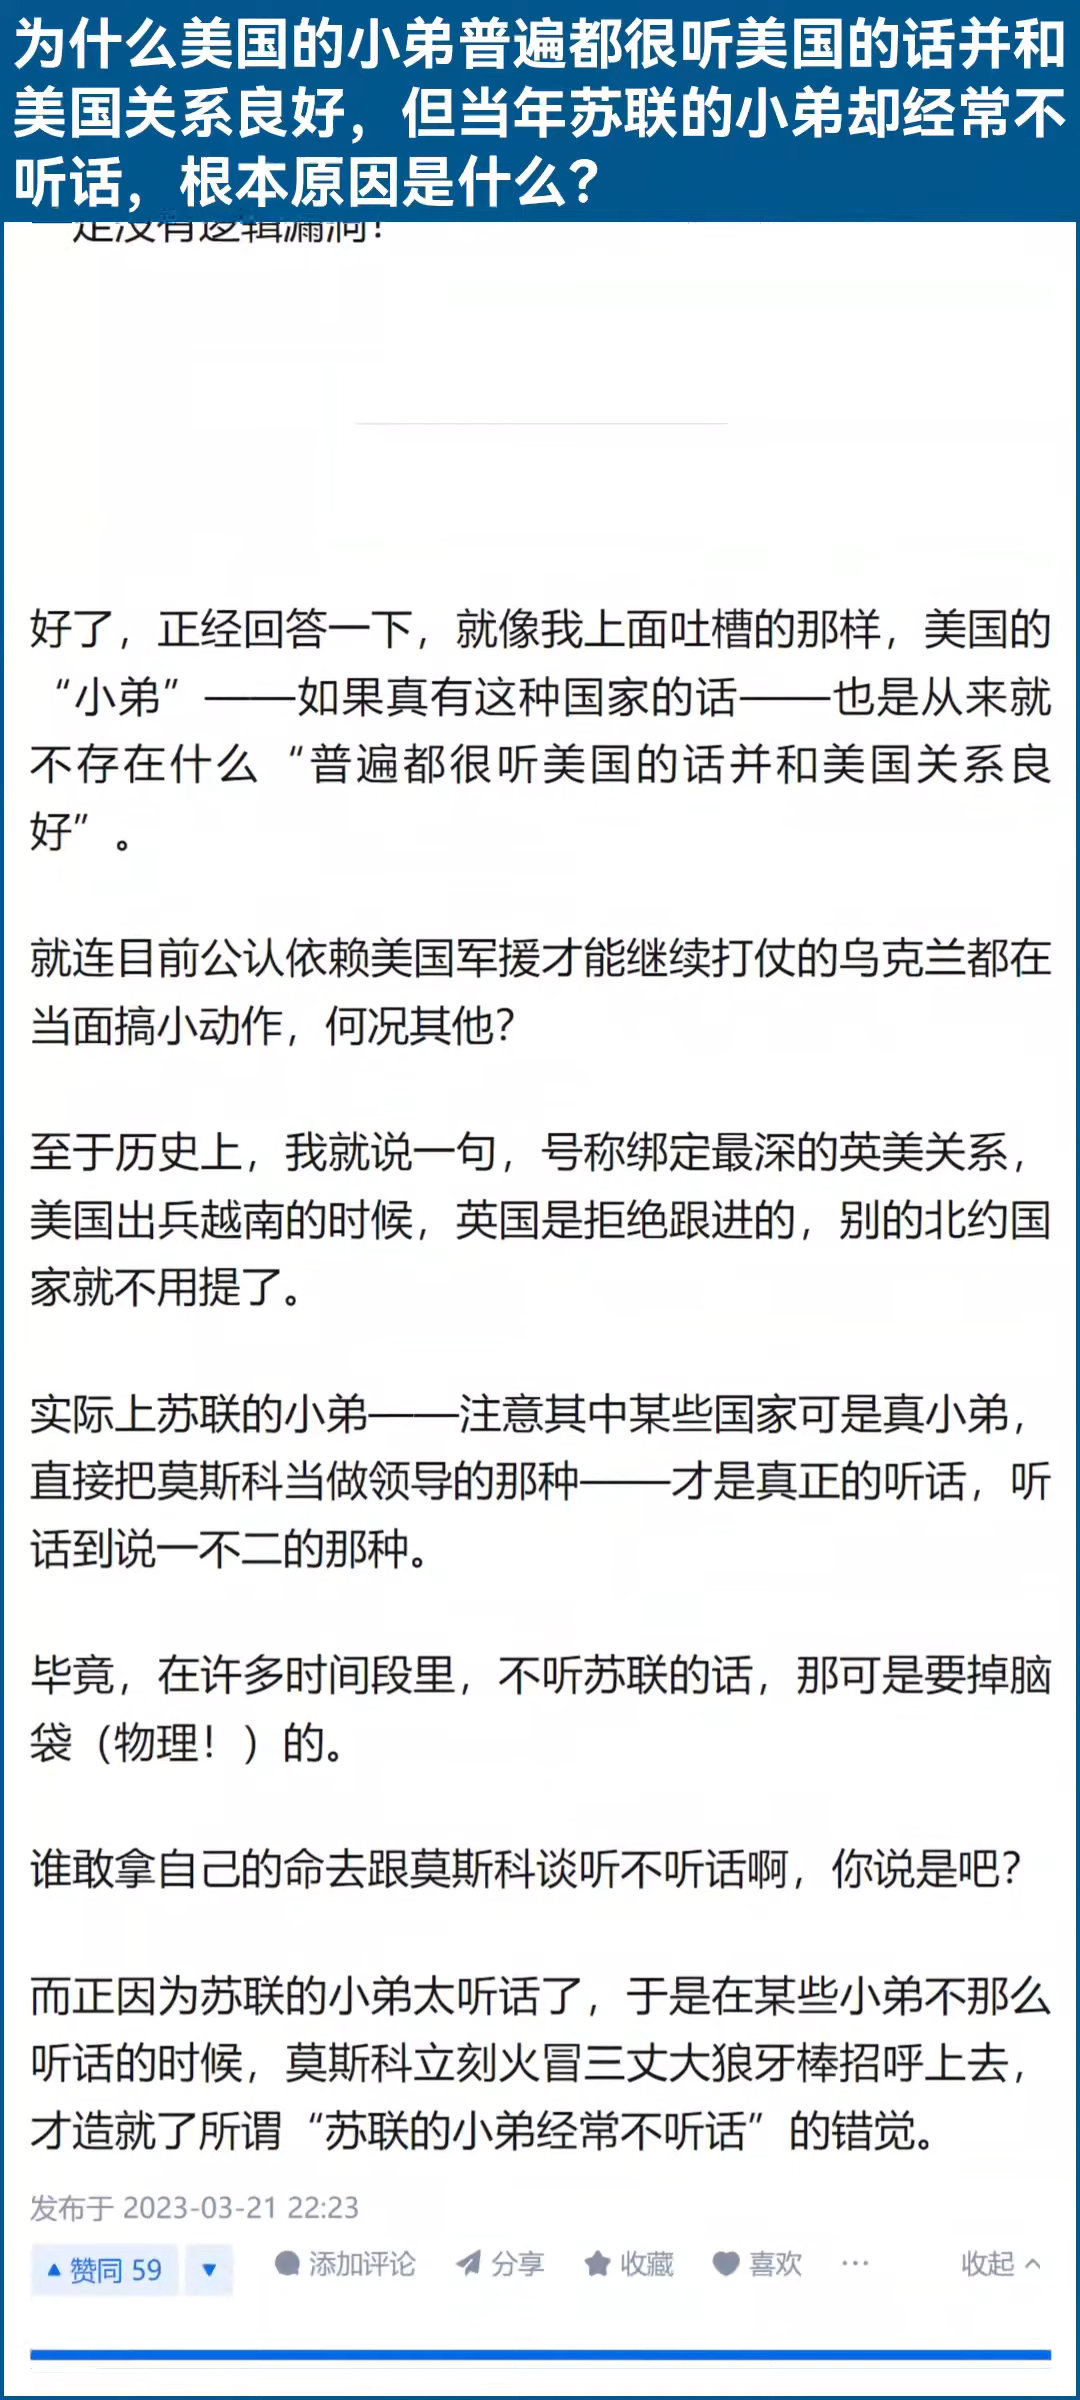 为什么美国的小弟普遍都很听美国的话并和
美国关系良好，但当年苏联的小弟却经常不
听话，根本原因是什么？
是没有逻辑漏洞！
好了，正经回答一下，就像我上面吐槽的那样，美国的
“小弟”——如果真有这种国家的话——也是从来就
不存在什么“普遍都很听美国的话并和美国关系良
好”。
就连目前公认依赖美国军援才能继续打仗的乌克兰都在
当面搞小动作，何况其他？
至于历史上，我就说一句，号称绑定最深的英美关系，
美国出兵越南的时候，英国是拒绝跟进的，别的北约国
家就不用提了。
实际上苏联的小弟——注意其中某些国家可是真小弟，
直接把莫斯科当做领导的那种——才是真正的听话，听
话到说一不二的那种。
毕竟，在许多时间段里，不听苏联的话，那可是要掉脑
袋（物理！）的。
谁敢拿自己的命去跟莫斯科谈听不听话啊，你说是吧？
而正因为苏联的小弟太听话了，于是在某些小弟不那么
听话的时候，莫斯科立刻火冒三丈大狼牙棒招呼上去，
才造就了所谓“苏联的小弟经常不听话”的错觉。
发布于 2023-03-21 22:23
赞同 59 添加评论 分享 收藏 喜欢 ··· 收起